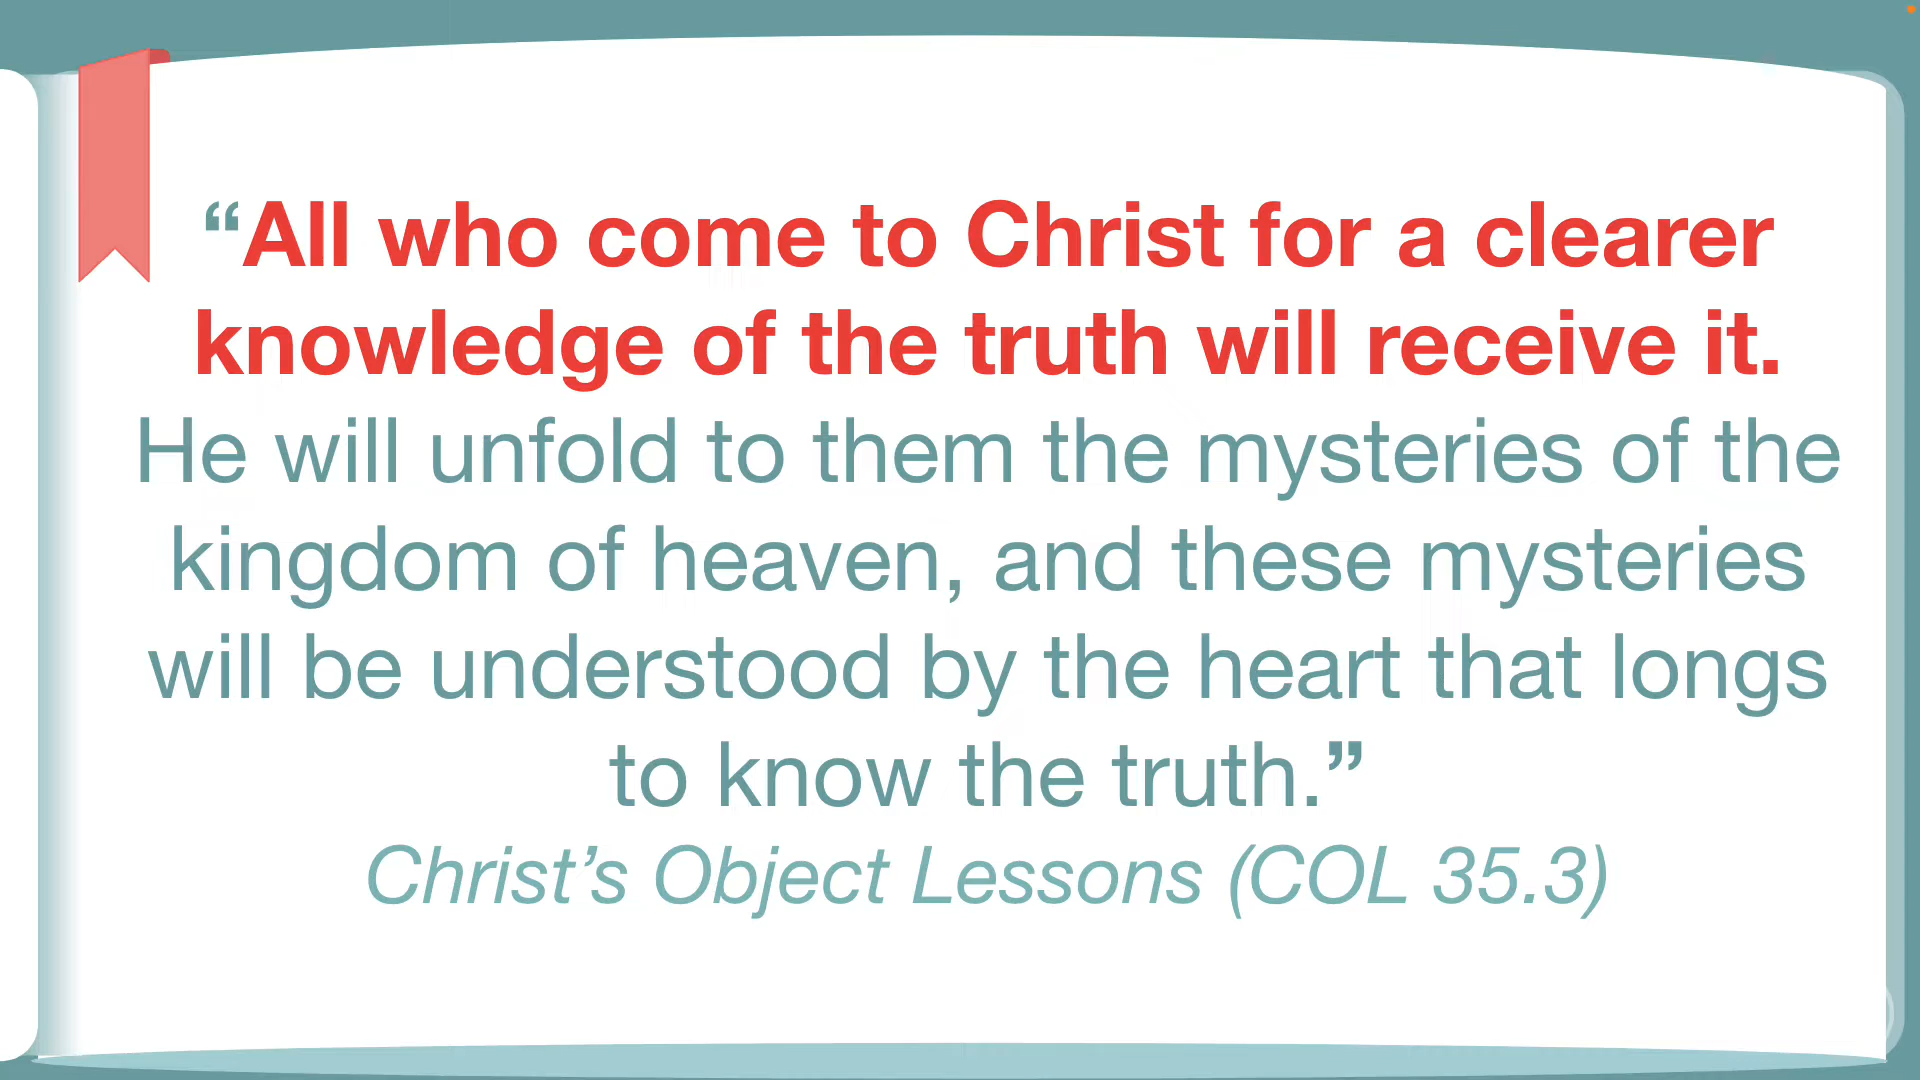 “All who come to Christ for a clearer
knowledge of the truth will receive it.
He will unfold to them the mysteries of the
kingdom of heaven, and these mysteries
will be understood by the heart that longs
to know the truth.”
Christ’s Object Lessons (COL 35.3)